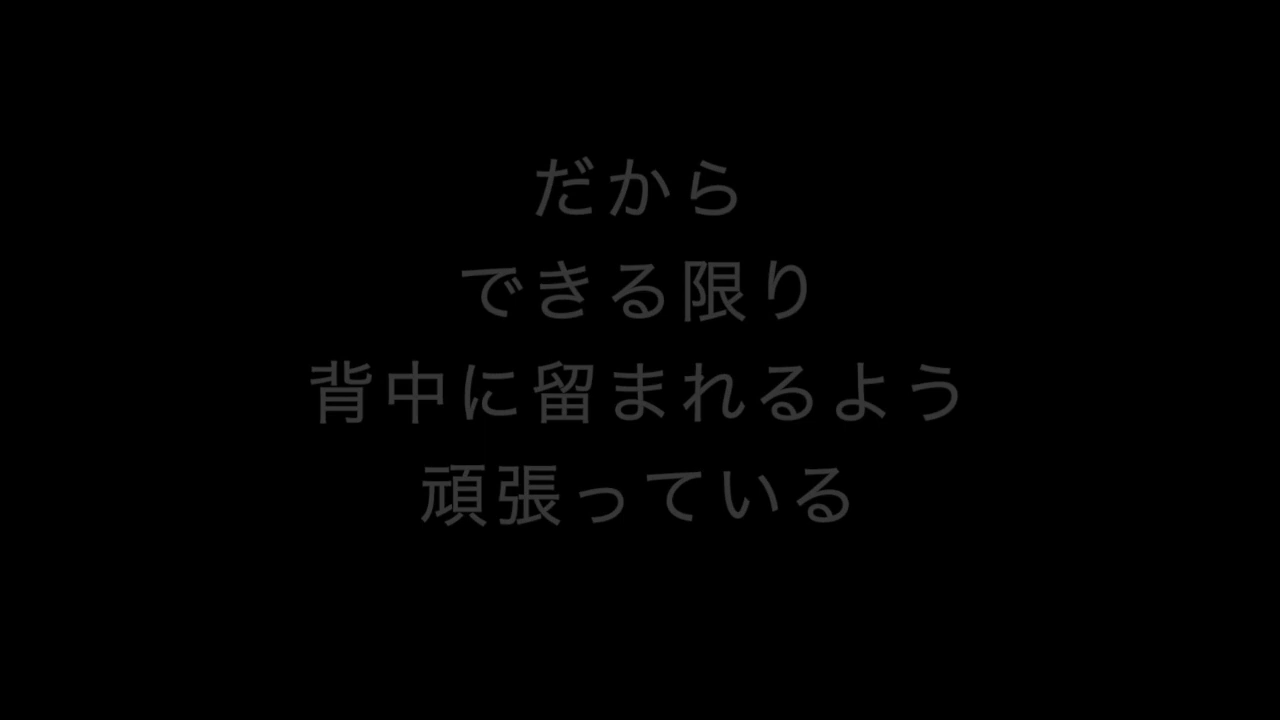 だから
できる限り
背中に留まれるよう
頑張っている